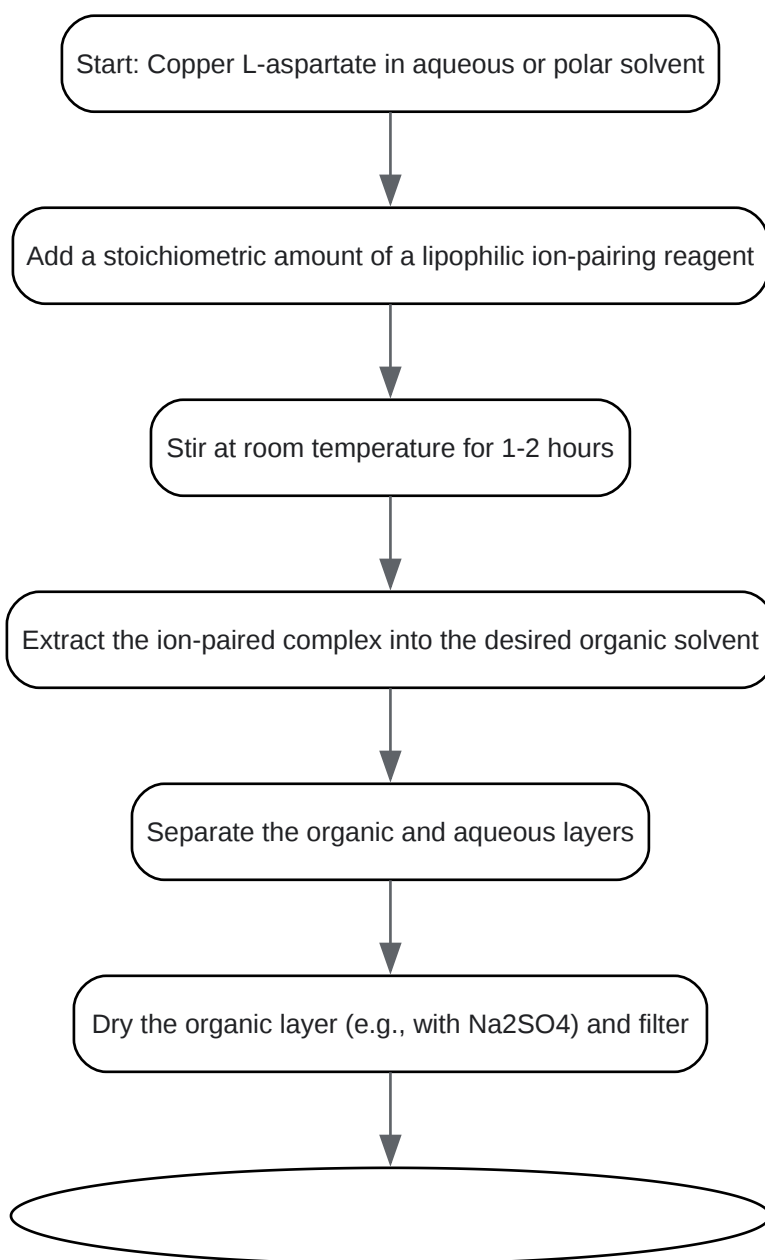 Start: Copper L-aspartate in aqueous or polar solvent
Add a stoichiometric amount of a lipophilic ion-pairing reagent
Stir at room temperature for 1-2 hours
Extract the ion-paired complex into the desired organic solvent
Separate the organic and aqueous layers
Dry the organic layer (e.g., with Na2SO4) and filter